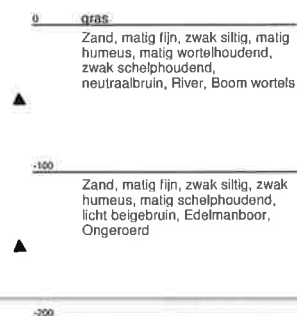 0 gras
Zand, matig fijn, zwak siltig, matig
humeus, matig wortelhoudend,
zwak schelphoudend,
neutraalbruin, River, Boom wortels
-100
Zand, matig fijn, zwak siltig, zwak
humeus, matig schelphoudend,
licht beigebruin, Edelmanboor,
Ongeroerd
-200